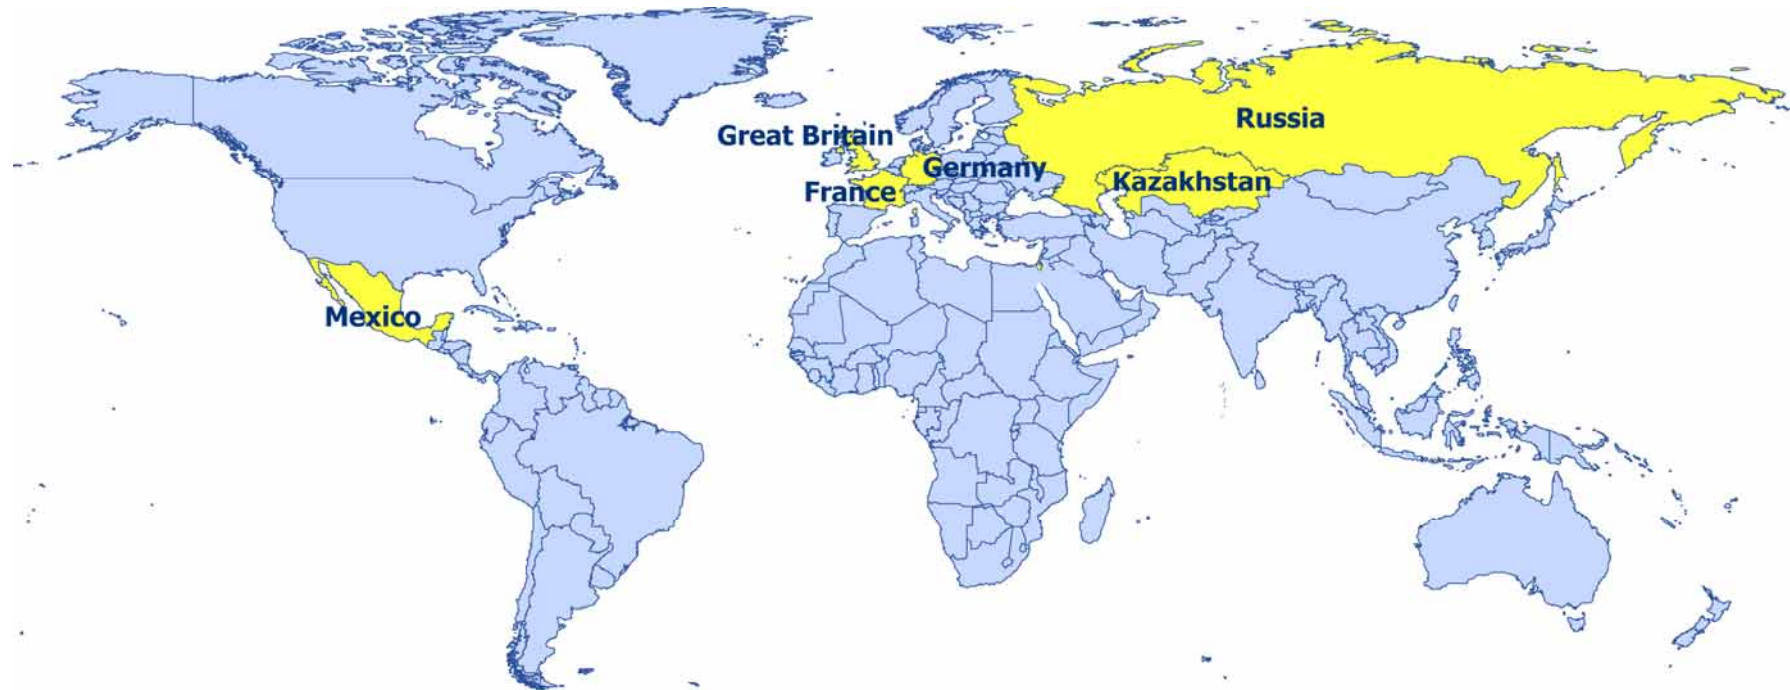 Russia
Great Britain
Germany
France
Kazakhstan
Mexico